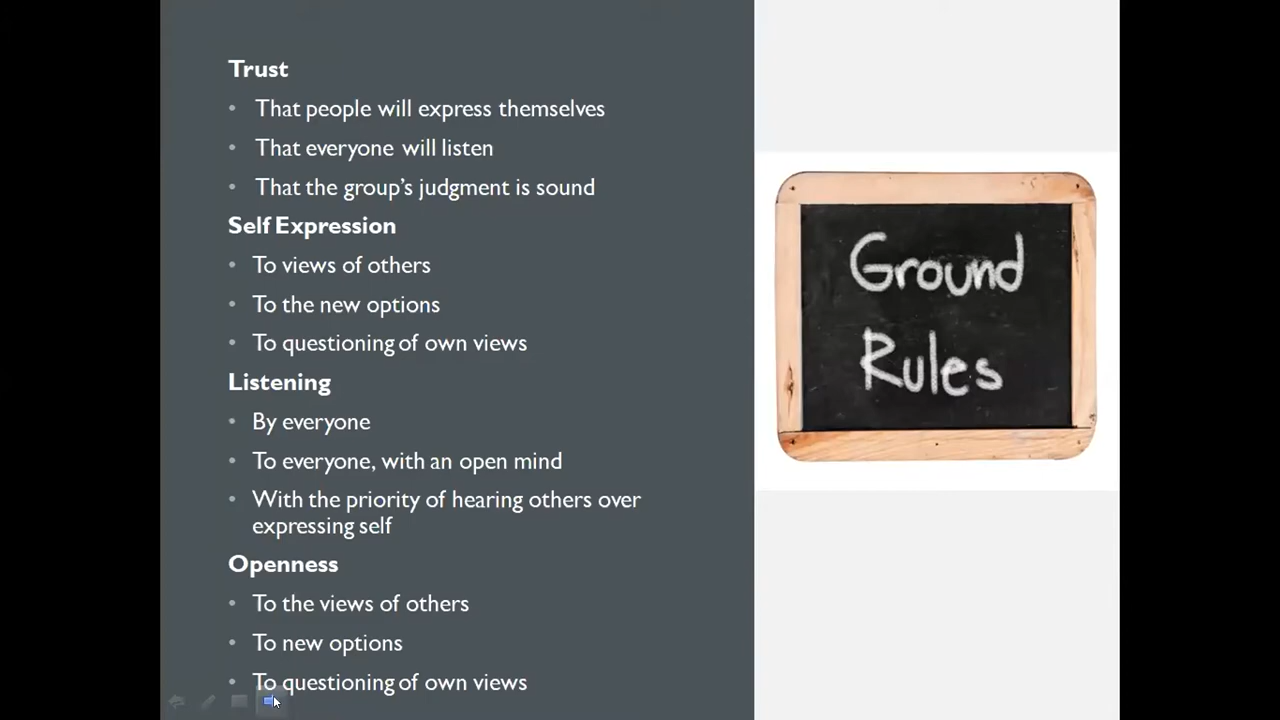 Trust
• That people will express themselves
• That everyone will listen
• That the group's judgment is sound
Self Expression
• To views of others
• To the new options
• To questioning of own views
Listening
• By everyone
• To everyone, with an open mind
• With the priority of hearing others over
expressing self
Openness
• To the views of others
• To new options
• To questioning of own views
Ground
Rules